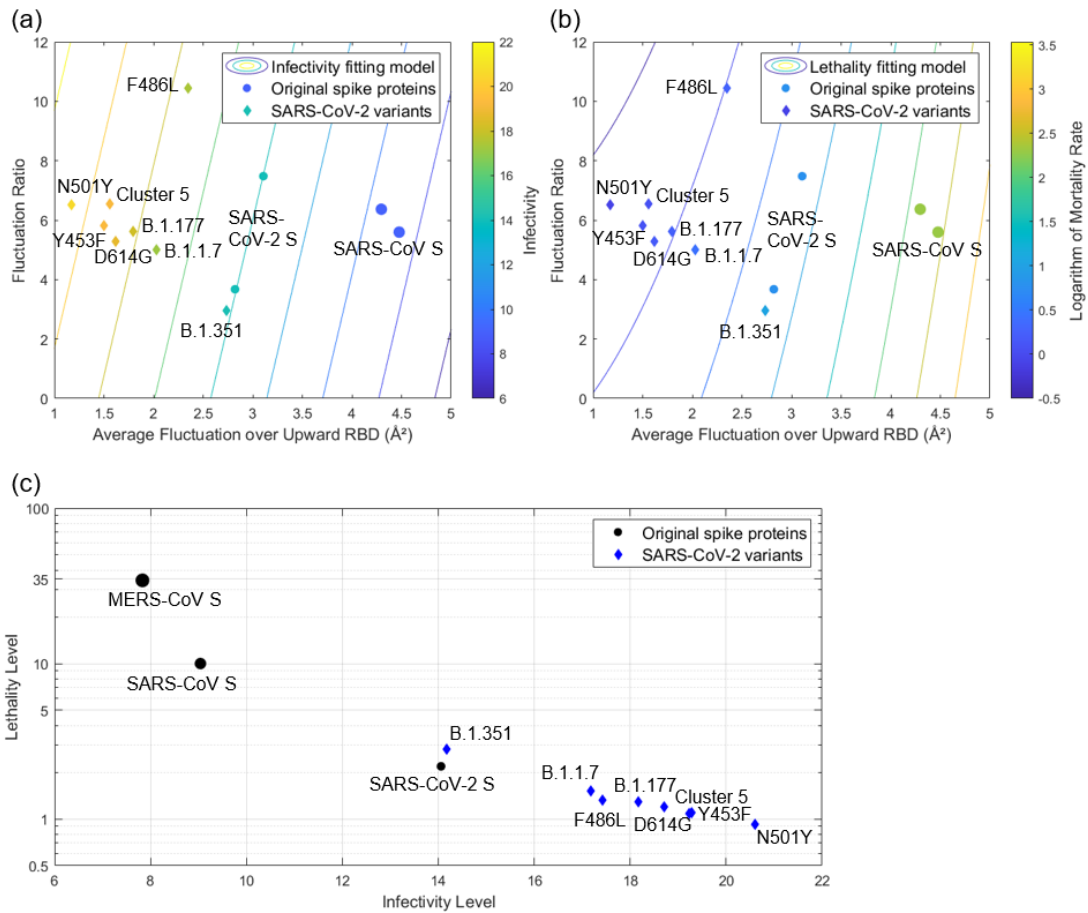 (a)
12
10
8
6
4
2
0
Fluctuation Ratio
1
1.5
2
2.5
3
3.5
4
4.5
5
Average Fluctuation over Upward RBD (Å²)
Infectivity fitting model
Original spike proteins
SARS-CoV-2 variants
F486L
N501Y
Cluster 5
B.1.177
Y453F
D614G
B.1.1.7
SARS-
CoV-2 S
SARS-CoV S
B.1.351
22
20
18
16
14
12
10
8
6
Infectivity
(b)
12
10
8
6
4
2
0
Fluctuation Ratio
1
1.5
2
2.5
3
3.5
4
4.5
5
Average Fluctuation over Upward RBD (Å²)
Lethality fitting model
Original spike proteins
SARS-CoV-2 variants
F486L
N501Y
Cluster 5
B.1.177
Y453F
D614G
B.1.1.7
SARS-
CoV-2 S
SARS-CoV S
B.1.351
3.5
3
2.5
2
1.5
1
0.5
0
-0.5
Logarithm of Mortality Rate
(c)
100
35
10
5
1
0.5
Lethality Level
6
8
10
12
14
16
18
20
22
Infectivity Level
Original spike proteins
SARS-CoV-2 variants
MERS-CoV S
SARS-CoV S
B.1.351
SARS-CoV-2 S
B.1.1.7
F486L
B.1.177
D614G
Cluster 5
Y453F
N501Y